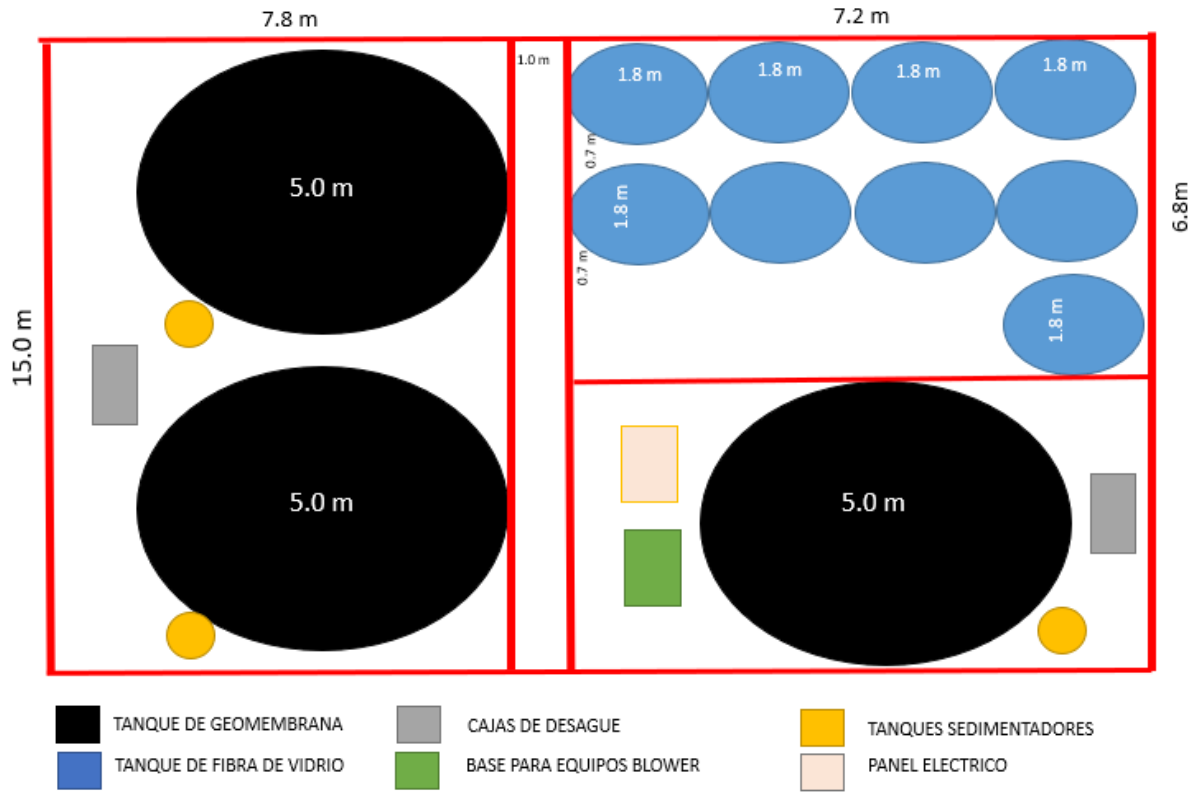 7.8 m
7.2 m
1.0 m
1.8 m
1.8 m
1.8 m
1.8 m
0.7 m
5.0 m
1.8 m
6.8m
0.7 m
15.0 m
1.8 m
5.0 m
5.0 m
TANQUE DE GEOMEMBRANA
CAJAS DE DESAGUE
TANQUES SEDIMENTADORES
TANQUE DE FIBRA DE VIDRIO
BASE PARA EQUIPOS BLOWER
PANEL ELECTRICO